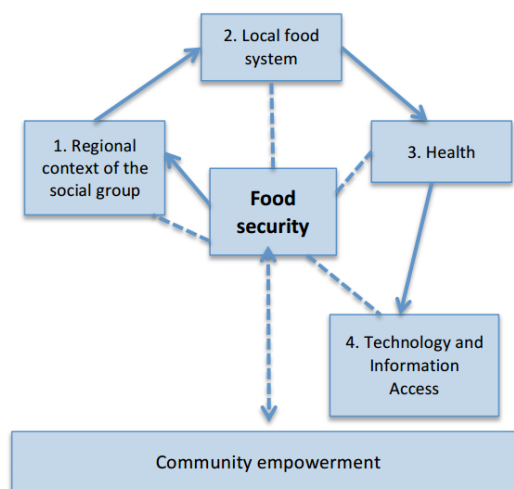 2. Local food
system
1. Regional
context of the
social group
3. Health
Food
security
4. Technology and
Information
Access
Community empowerment